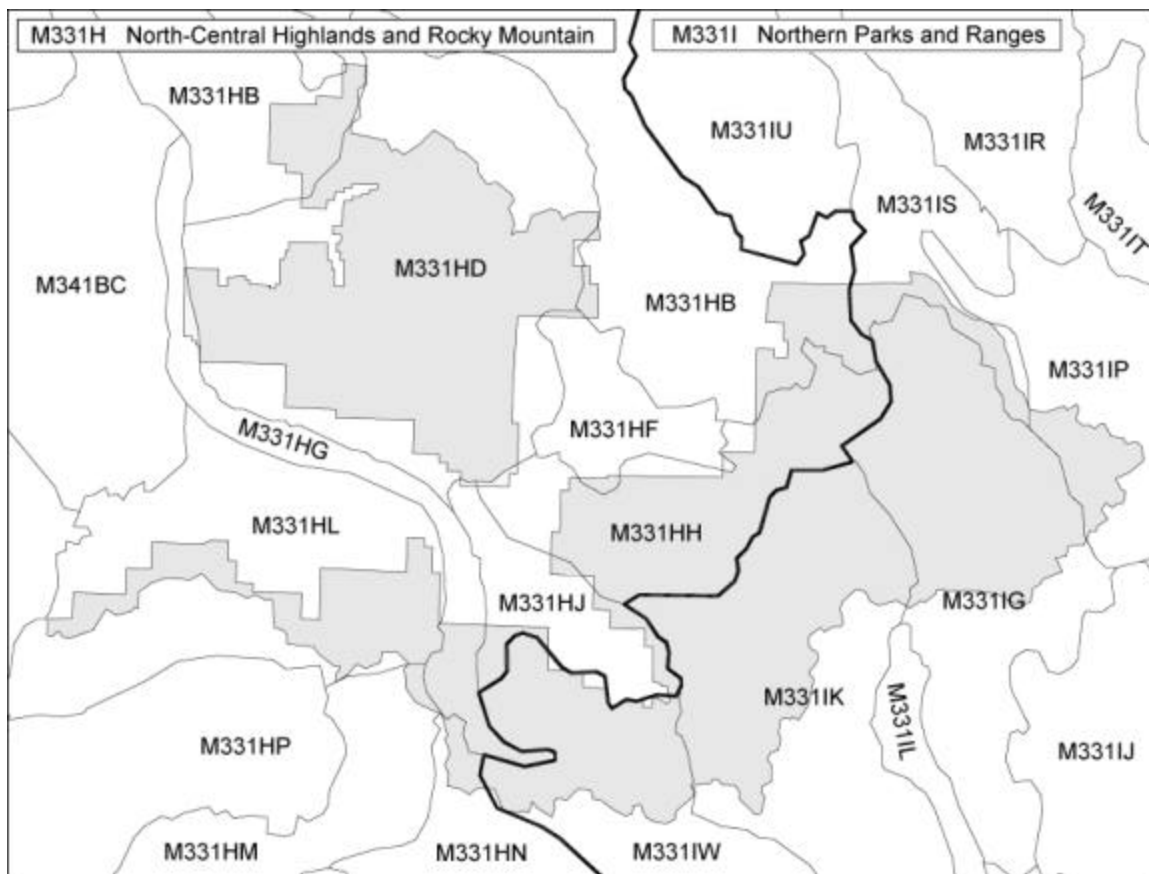 M331H North-Central Highlands and Rocky Mountain
M331I Northern Parks and Ranges
M331HB
M331IU
M331IR
M331IS
M331IT
M341BC
M331HD
M331HB
M331IP
M331HG
M331HF
M331HL
M331HH
M331HJ
M331IG
M331IK
M331IL
M331HP
M331IJ
M331HM
M331HN
M331IW